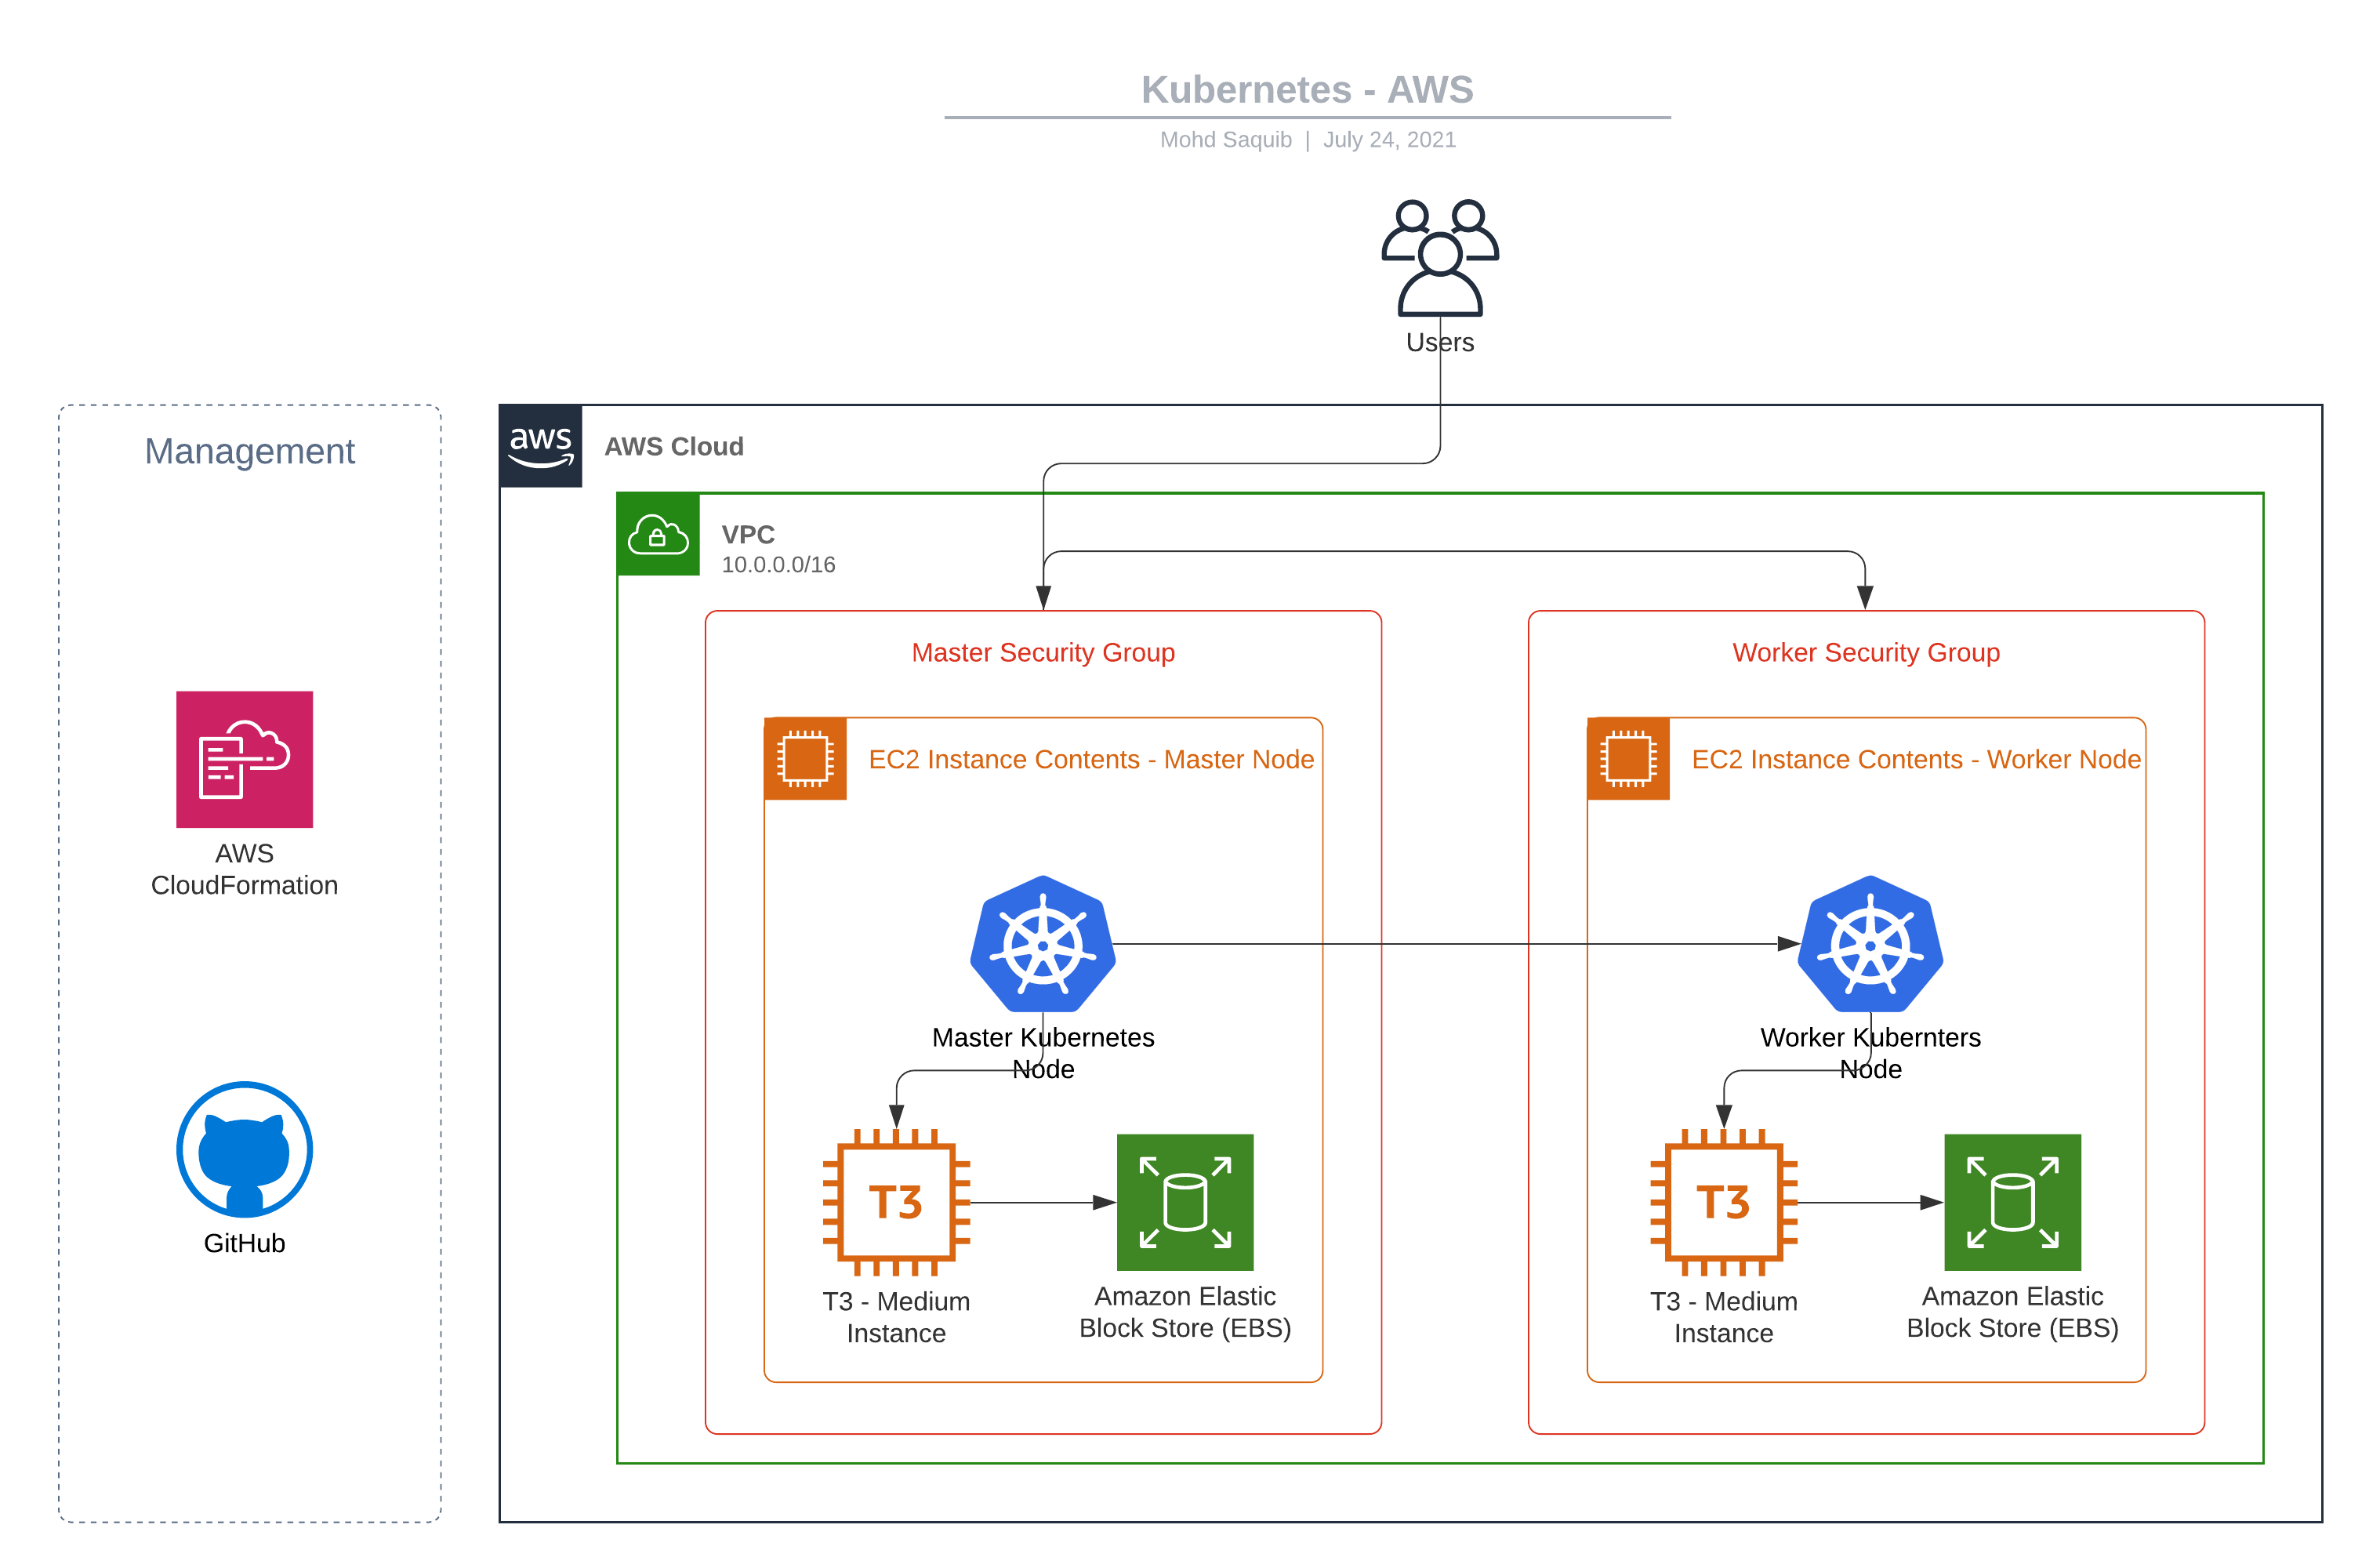 Kubernetes - AWS
Mohd Saquib | July 24, 2021
Users
Management
aws
AWS Cloud
VPC
10.0.0.0/16
Master Security Group
Worker Security Group
EC2 Instance Contents - Master Node
EC2 Instance Contents - Worker Node
AWS
CloudFormation
Master Kubernetes
Node
Worker Kubernters
Node
GitHub
T3
T3
T3 - Medium
Instance
Amazon Elastic
Block Store (EBS)
T3 - Medium
Instance
Amazon Elastic
Block Store (EBS)